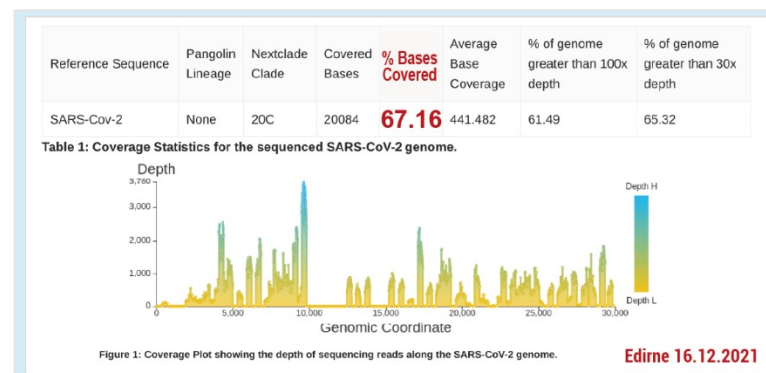 Reference Sequence Pangolin Lineage Nextclade Clade Covered Bases % Bases Covered Average Base Coverage % of genome greater than 100x depth % of genome greater than 30x depth
SARS-Cov-2 None 20C 20084 67.16 441.482 61.49 65.32
Table 1: Coverage Statistics for the sequenced SARS-CoV-2 genome.
Depth
3,780
3,000
2,000
1,000
0
Depth H
Depth L
0 5,000 10,000 15,000 20,000 25,000 30,000
Genomic Coordinate
Figure 1: Coverage Plot showing the depth of sequencing reads along the SARS-CoV-2 genome.
Edirne 16.12.2021